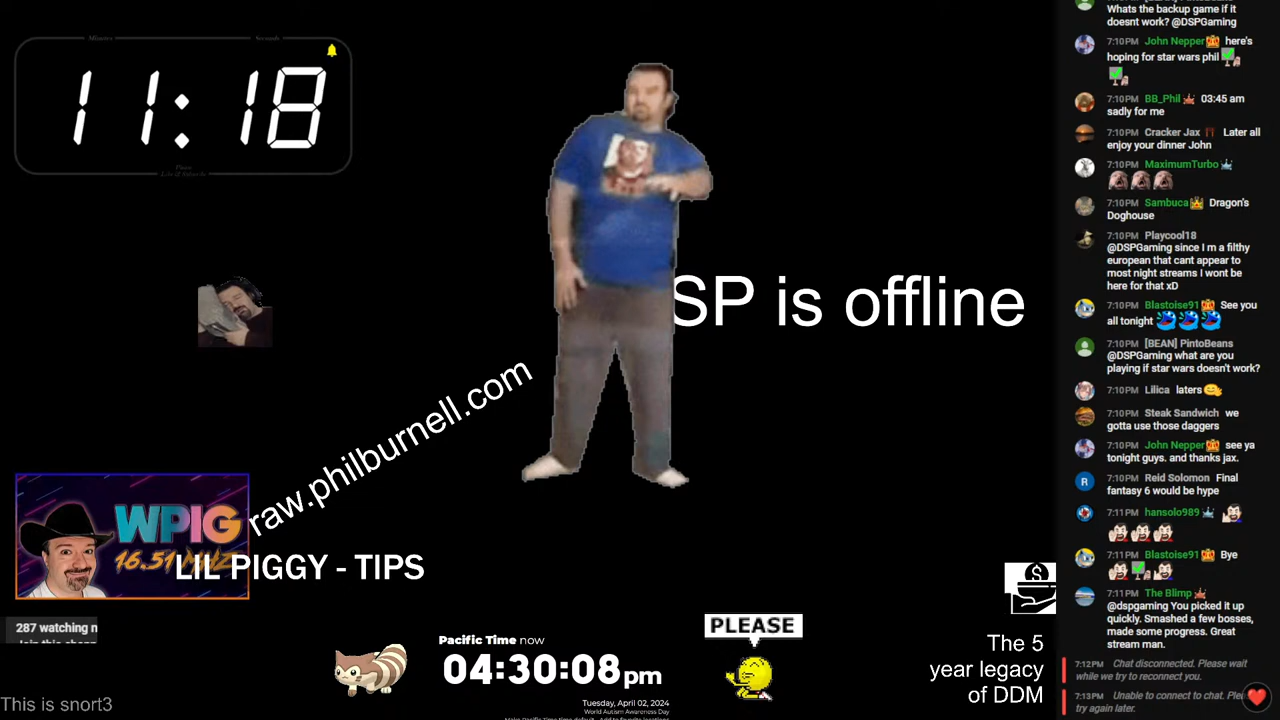 Minutes
Seconds
11:18
SP is offline
raw.philburnell.com
WPIG
16.51 MHZ
LIL PIGGY - TIPS
287 watching n
Pacific Time now
04:30:08pm
Tuesday, April 02, 2024
World Autism Awareness Day
PLEASE
The 5
year legacy
of DDM
This is snort3
Whats the backup game if it
doesnt work? @DSPGaming
7:10PM John Nepper here's
hoping for star wars phil
7:10PM BB_Phil 03:45 am
sadly for me
7:10PM Cracker Jax Later all
enjoy your dinner John
7:10PM MaximumTurbo
7:10PM Sambuca Dragon's
Doghouse
7:10PM Playcool18
@DSPGaming since I m a filthy
european that cant appear to
most night streams I wont be
here for that xD
7:10PM Blastoise91 See you
all tonight
7:10PM [BEAN] PintoBeans
@DSPGaming what are you
playing if star wars doesn't work?
7:10PM Lilica laters
7:10PM Steak Sandwich we
gotta use those daggers
7:10PM John Nepper see ya
tonight guys. and thanks jax.
R
7:10PM Reid Solomon Final
fantasy 6 would be hype
7:11PM hansolo989
7:11PM Blastoise91 Bye
7:11PM The Blimp
@dspgaming You picked it up
quickly. Smashed a few bosses,
made some progress. Great
stream man.
7:12PM Chat disconnected. Please wait
while we try to reconnect you.
7:13PM Unable to connect to chat. Ple
try again later.